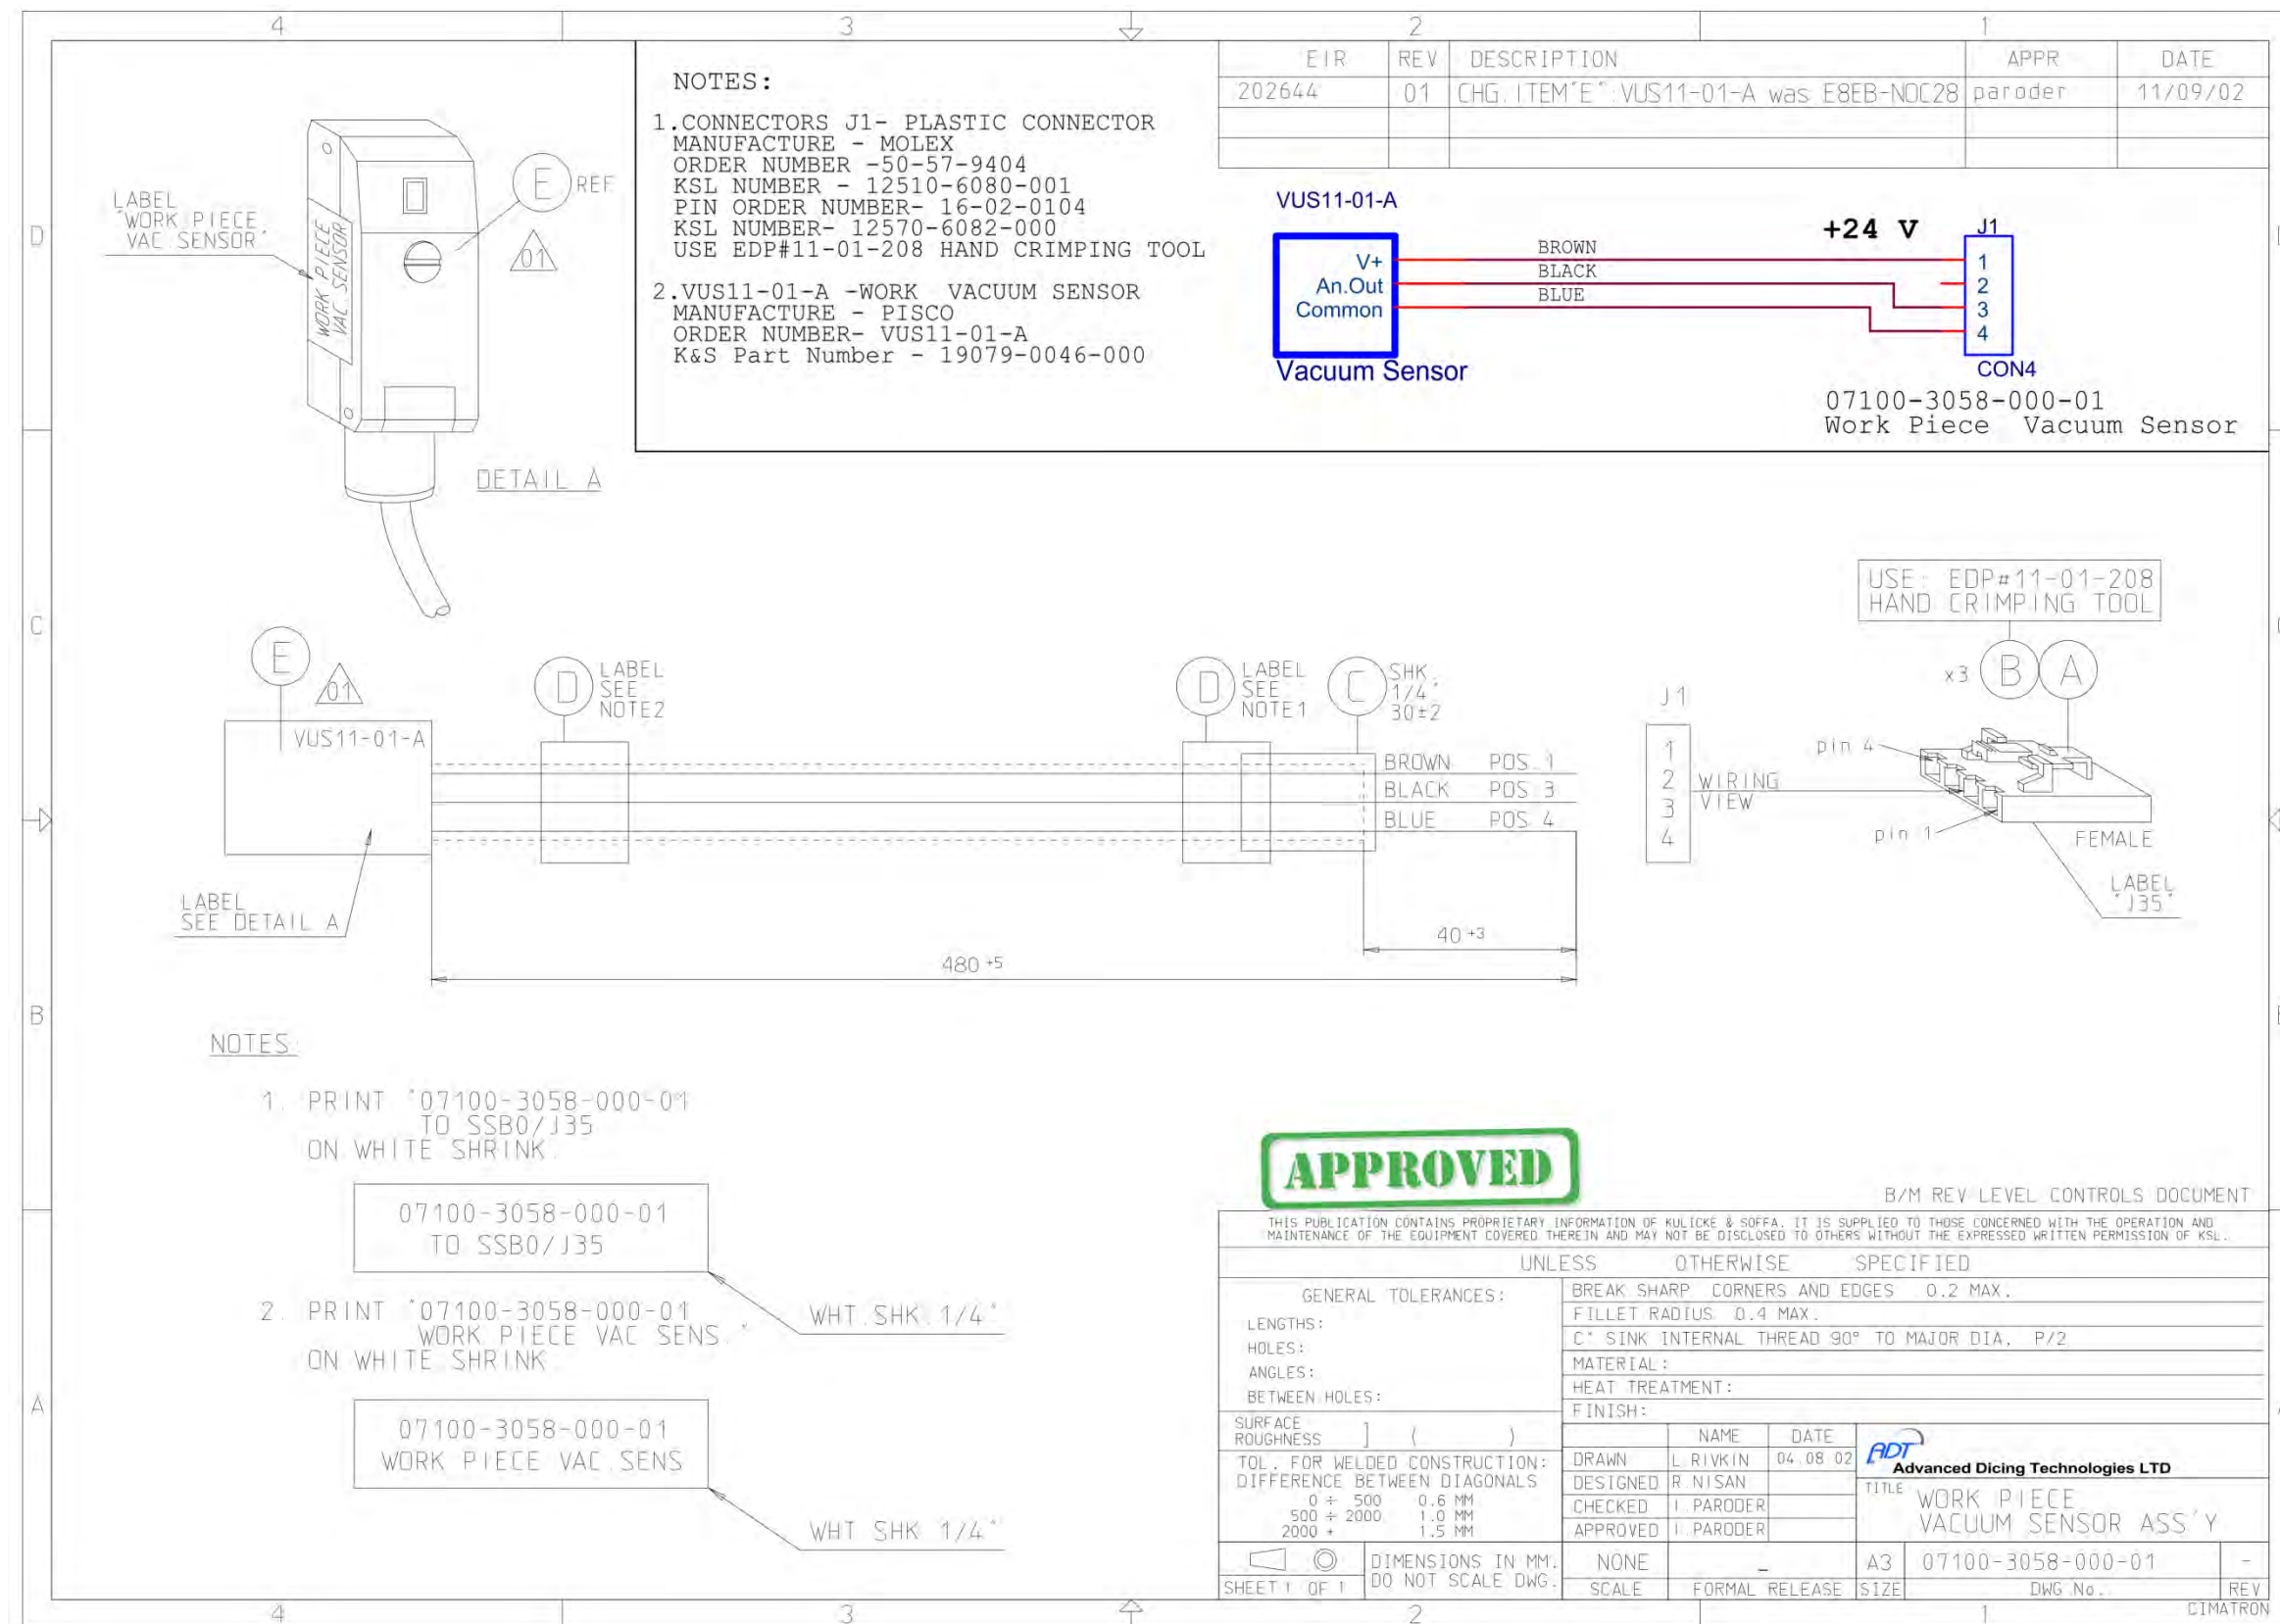 4 3 2 1
EIR REV DESCRIPTION APPR DATE
202644 01 CHG. ITEM"E": VUS11-01-A was E8EB-NOC28 paroder 11/09/02
NOTES:
1.CONNECTORS J1- PLASTIC CONNECTOR
MANUFACTURE - MOLEX
ORDER NUMBER -50-57-9404
KSL NUMBER - 12510-6080-001
PIN ORDER NUMBER- 16-02-0104
KSL NUMBER- 12570-6082-000
USE EDP#11-01-208 HAND CRIMPING TOOL
2.VUS11-01-A -WORK VACUUM SENSOR
MANUFACTURE - PISCO
ORDER NUMBER- VUS11-01-A
K&S Part Number - 19079-0046-000
VUS11-01-A
V+
An.Out
Common
Vacuum Sensor
BROWN
BLACK
BLUE
+24 V
J1
1
2
3
4
CON4
07100-3058-000-01
Work Piece Vacuum Sensor
D
LABEL
"WORK PIECE
VAC. SENSOR"
WORK PIECE
VAC. SENSOR
E REF
01
DETAIL A
C
USE: EDP#11-01-208
HAND CRIMPING TOOL
x3 B A
E
01
VUS11-01-A
D LABEL
SEE
NOTE2
D LABEL
SEE
NOTE1
C SHK.
1/4"
30±2
BROWN POS. 1
BLACK POS. 3
BLUE POS. 4
J1
1
2
3
4
WIRING
VIEW
pin 4
pin 1
FEMALE
LABEL
"J35"
LABEL
SEE DETAIL A
40 +3
480 +5
B
NOTES:
1. PRINT "07100-3058-000-01
TO SSB0/J35
ON WHITE SHRINK.
07100-3058-000-01
TO SSB0/J35
WHT. SHK. 1/4"
2. PRINT "07100-3058-000-01
WORK PIECE VAC SENS."
ON WHITE SHRINK.
07100-3058-000-01
WORK PIECE VAC.SENS
WHT SHK 1/4"
A
APPROVED
B/M REV LEVEL CONTROLS DOCUMENT
THIS PUBLICATION CONTAINS PROPRIETARY INFORMATION OF KULICKE & SOFFA. IT IS SUPPLIED TO THOSE CONCERNED WITH THE OPERATION AND
MAINTENANCE OF THE EQUIPMENT COVERED THEREIN AND MAY NOT BE DISCLOSED TO OTHERS WITHOUT THE EXPRESSED WRITTEN PERMISSION OF KSL.
UNLESS OTHERWISE SPECIFIED
GENERAL TOLERANCES:
LENGTHS:
HOLES:
ANGLES:
BETWEEN HOLES:
BREAK SHARP CORNERS AND EDGES 0.2 MAX.
FILLET RADIUS 0.4 MAX.
C" SINK INTERNAL THREAD 90° TO MAJOR DIA. P/2
MATERIAL:
HEAT TREATMENT:
FINISH:
SURFACE
ROUGHNESS ] ( )
TOL. FOR WELDED CONSTRUCTION:
DIFFERENCE BETWEEN DIAGONALS
0 ÷ 500 0.6 MM
500 ÷ 2000 1.0 MM
2000 + 1.5 MM
NAME DATE
DRAWN L.RIVKIN 04.08.02
DESIGNED R.NISAN
CHECKED I.PARODER
APPROVED I.PARODER
ADT
Advanced Dicing Technologies LTD
TITLE WORK PIECE
VACUUM SENSOR ASS'Y
SHEET 1 OF 1
DIMENSIONS IN MM.
DO NOT SCALE DWG.
NONE - A3 07100-3058-000-01 -
SCALE FORMAL RELEASE SIZE DWG No. REV
4 3 2 1 CIMATRON